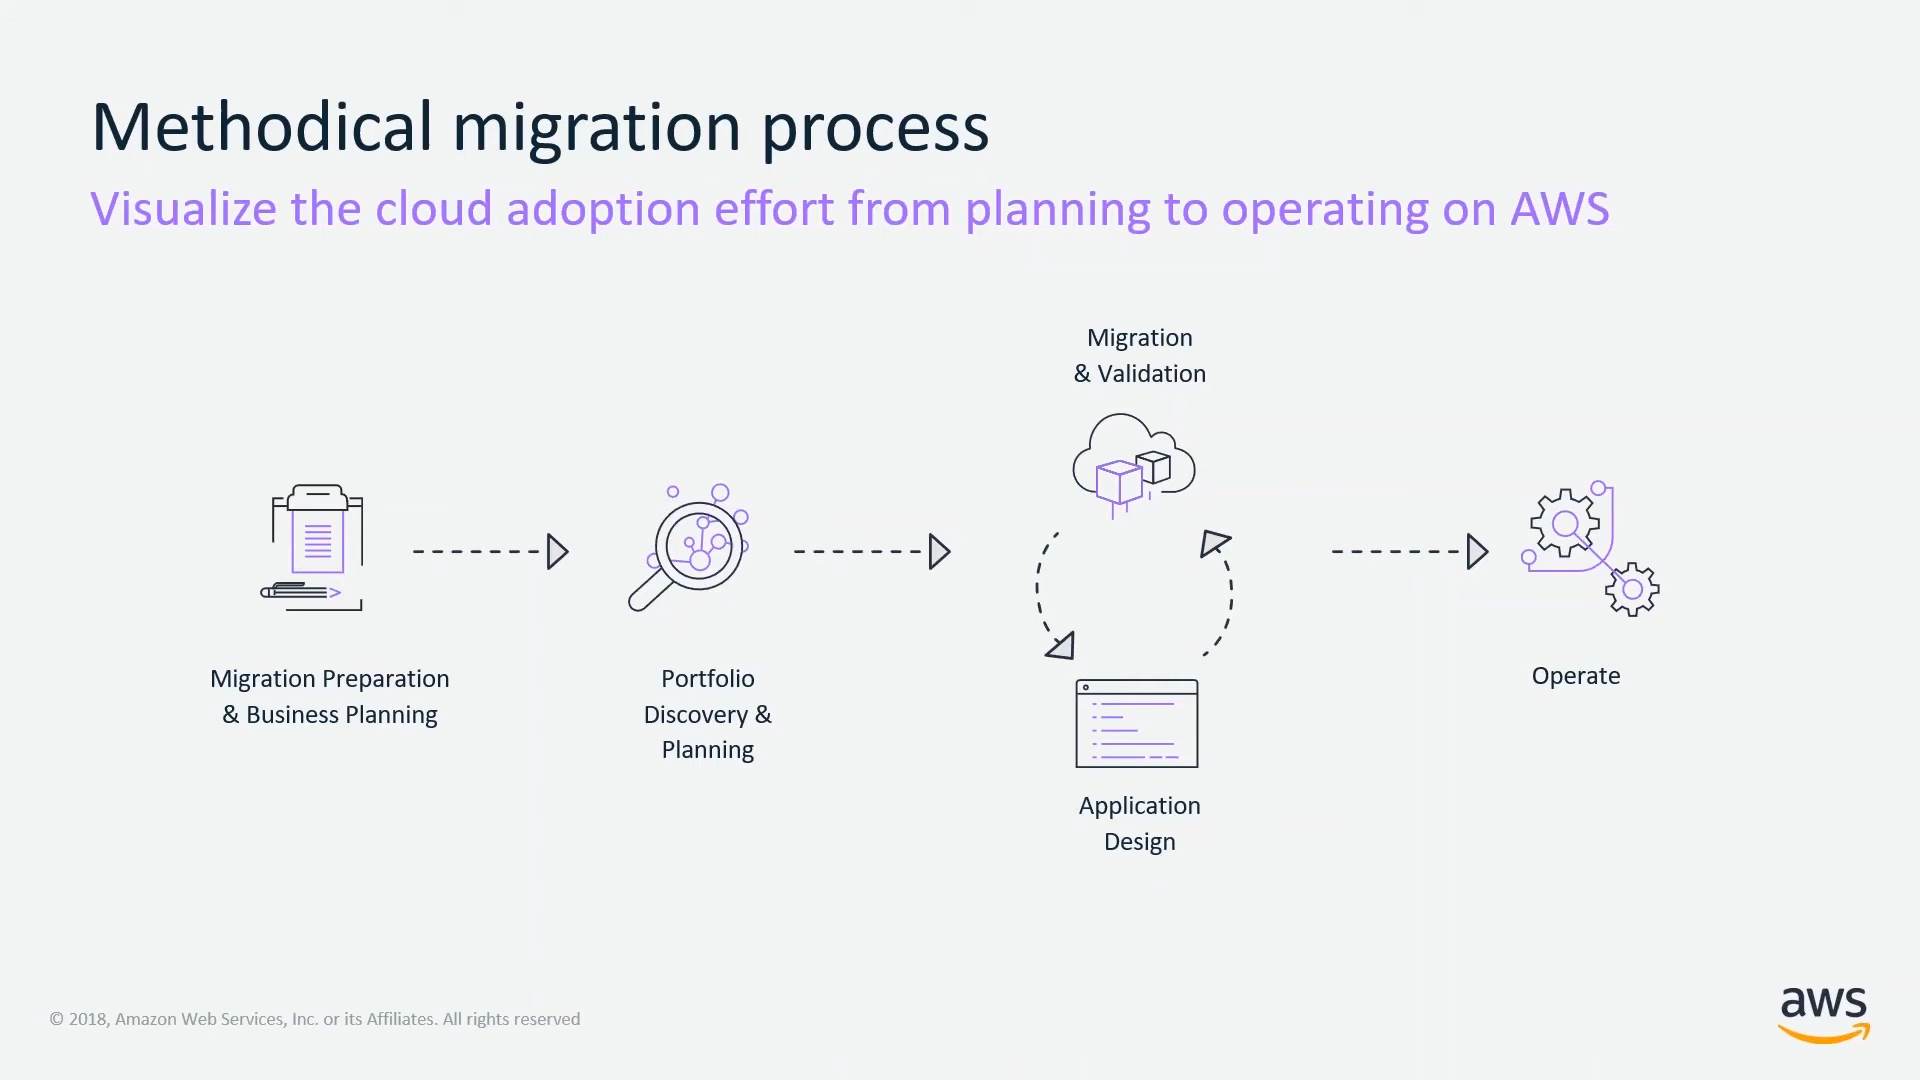 Methodical migration process
Visualize the cloud adoption effort from planning to operating on AWS
Migration Preparation
& Business Planning
Portfolio
Discovery &
Planning
Migration
& Validation
Application
Design
Operate
© 2018, Amazon Web Services, Inc. or its Affiliates. All rights reserved
aws